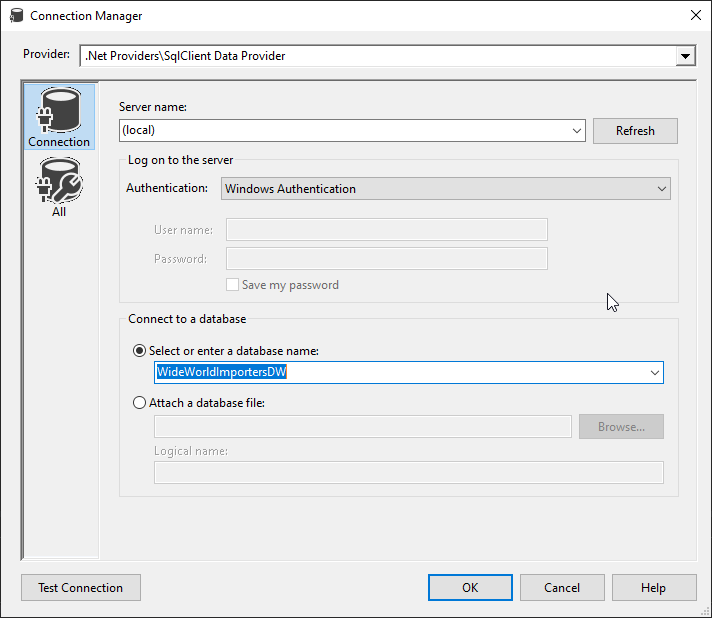 Connection Manager
Provider: .Net Providers\SqlClient Data Provider
Connection
All
Server name:
(local)
Refresh
Log on to the server
Authentication: Windows Authentication
User name:
Password:
Save my password
Connect to a database
Select or enter a database name:
WideWorldImportersDW
Attach a database file:
Browse...
Logical name:
Test Connection
OK
Cancel
Help